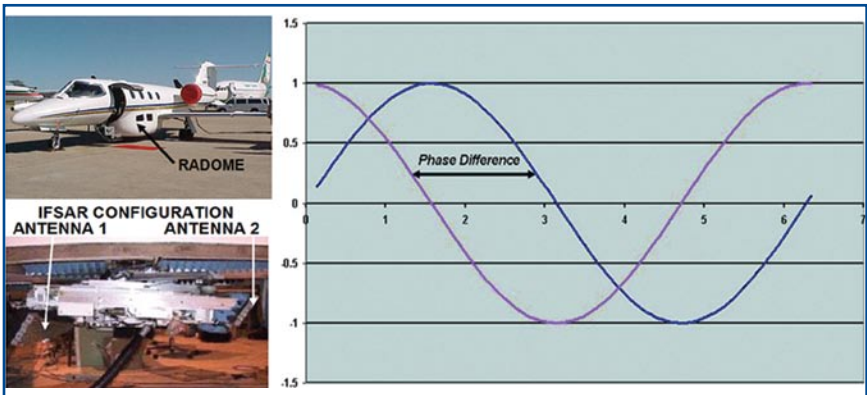 RADOME
IFSAR CONFIGURATION
ANTENNA 1 ANTENNA 2
1.5
1
0.5
0
-0.5
-1
-1.5
Phase Difference
0 1 2 3 4 5 6 7